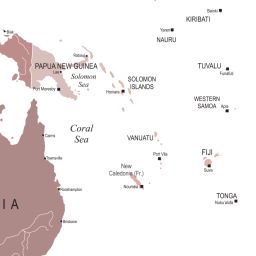 Bairiki
KIRIBATI
Yaren
NAURU
Biak
PAPUA NEW GUINEA
Rabaul
Lae
Solomon
Sea
Port Moresby
Honiara
SOLOMON
ISLANDS
TUVALU
Funafuti
WESTERN
SAMOA
Apia
Coral
Sea
Cairns
VANUATU
Port Vila
FIJI
Suva
Townsville
New
Caledonia (Fr.)
Nouméa
Rockhampton
TONGA
Nuku'alofa
I A
Brisbane